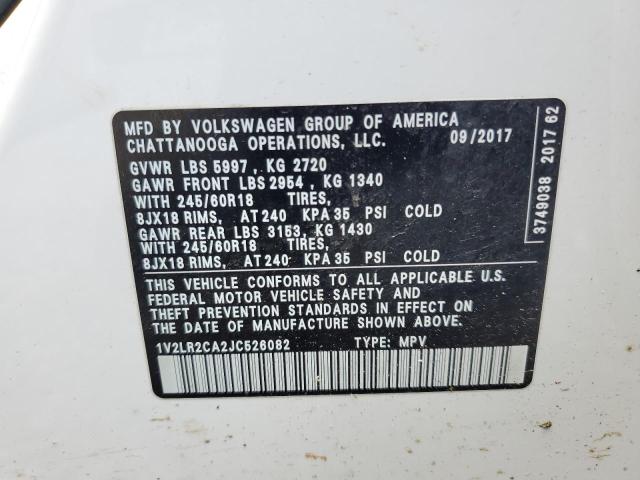 MFD BY VOLKSWAGEN GROUP OF AMERICA
CHATTANOOGA OPERATIONS, LLC. 09/2017
GVWR LBS 5997, KG 2720
GAWR FRONT LBS 2954, KG 1340
WITH 245/60R18 TIRES,
8JX18 RIMS, AT 240 KPA 35 PSI COLD
GAWR REAR LBS 3153, KG 1430
WITH 245/60R18 TIRES,
8JX18 RIMS, AT 240 KPA 35 PSI COLD
THIS VEHICLE CONFORMS TO ALL APPLICABLE U.S.
FEDERAL MOTOR VEHICLE SAFETY AND
THEFT PREVENTION STANDARDS IN EFFECT ON
THE DATE OF MANUFACTURE SHOWN ABOVE.
1V2LR2CA2JC526082 TYPE: MPV
3749038 2017 62